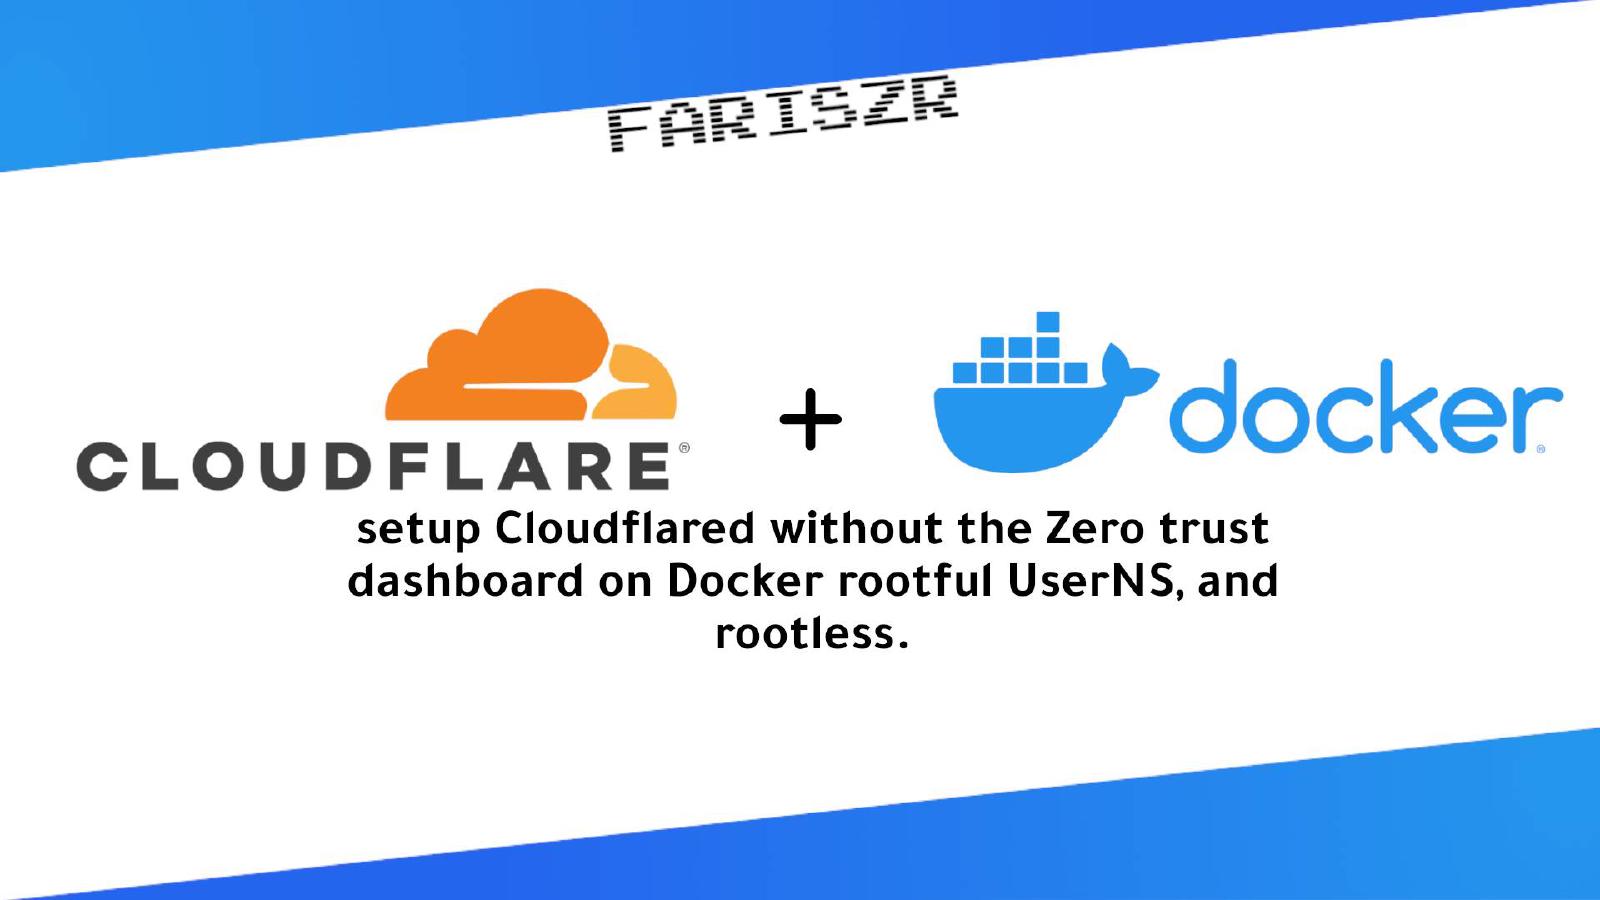 FARISZR
CLOUDFLARE®
+
docker®
setup Cloudflared without the Zero trust
dashboard on Docker rootful UserNS, and
rootless.